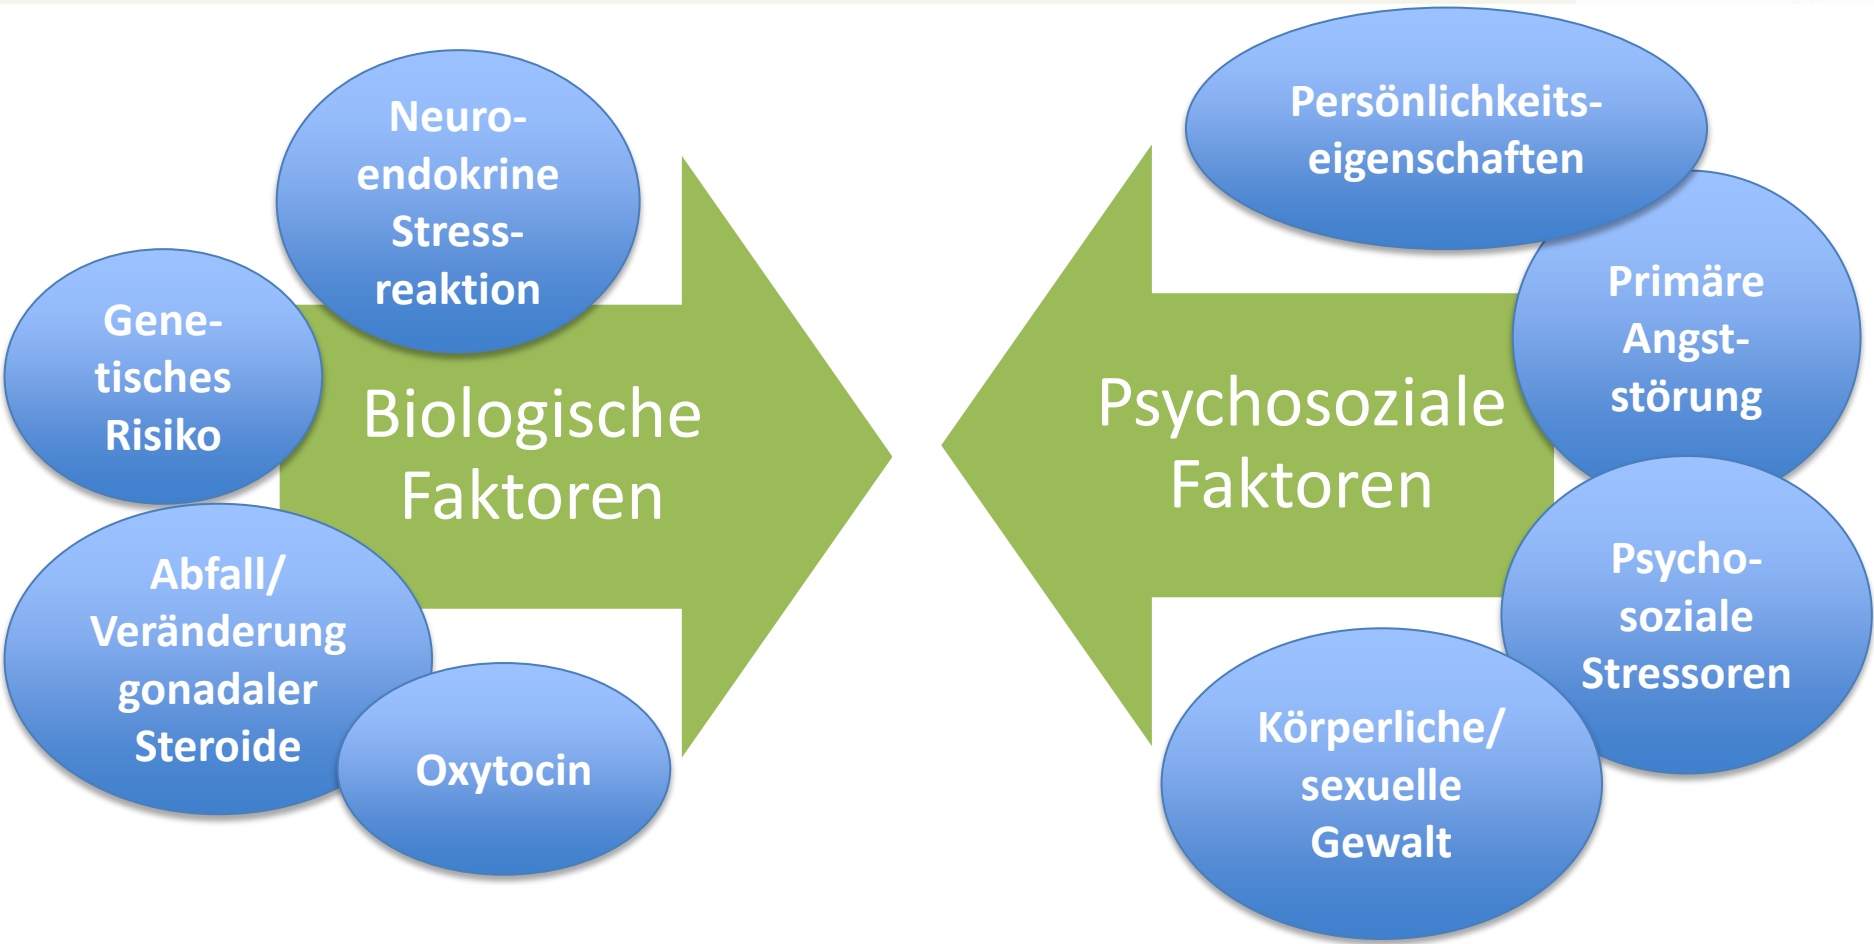 Neuro-
endokrine
Stress-
reaktion
Gene-
tisches
Risiko
Biologische
Faktoren
Abfall/
Veränderung
gonadaler
Steroide
Oxytocin
Persönlichkeits-
eigenschaften
Primäre
Angst-
störung
Psychosoziale
Faktoren
Psycho-
soziale
Stressoren
Körperliche/
sexuelle
Gewalt